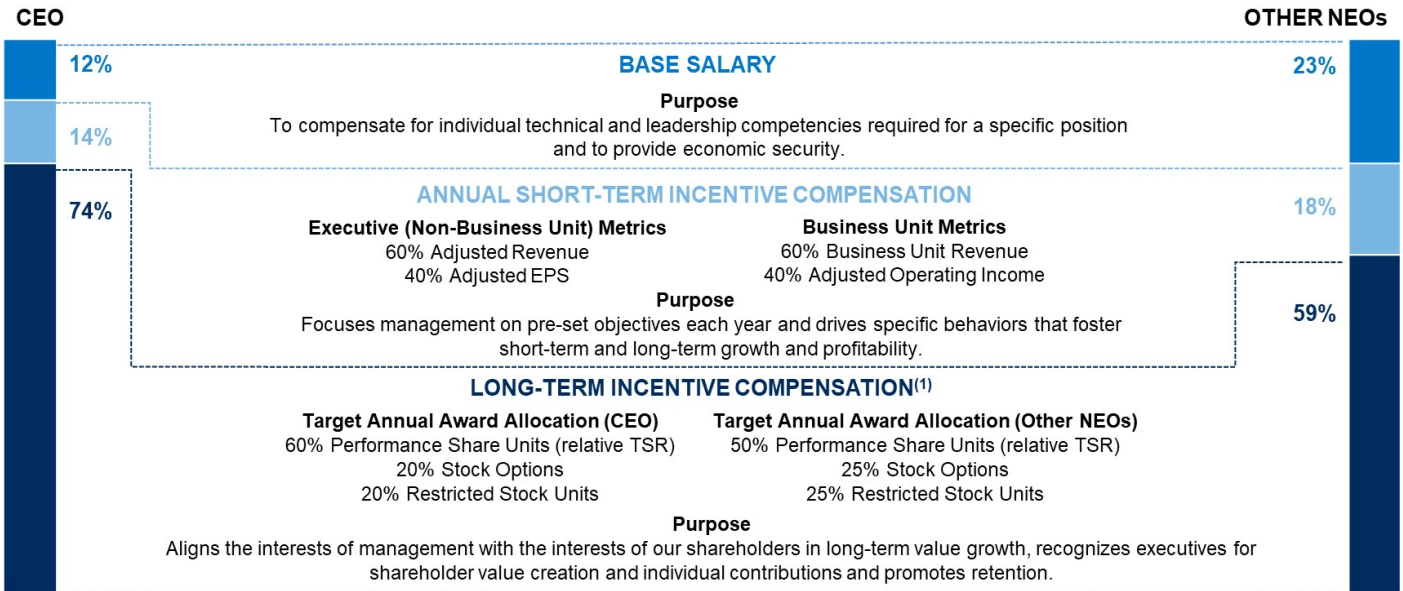 CEO
OTHER NEOs
12%
BASE SALARY
23%
Purpose
To compensate for individual technical and leadership competencies required for a specific position
and to provide economic security.
14%
ANNUAL SHORT-TERM INCENTIVE COMPENSATION
18%
74%
Executive (Non-Business Unit) Metrics
60% Adjusted Revenue
40% Adjusted EPS
Business Unit Metrics
60% Business Unit Revenue
40% Adjusted Operating Income
Purpose
Focuses management on pre-set objectives each year and drives specific behaviors that foster
short-term and long-term growth and profitability.
59%
LONG-TERM INCENTIVE COMPENSATION(1)
Target Annual Award Allocation (CEO)
60% Performance Share Units (relative TSR)
20% Stock Options
20% Restricted Stock Units
Target Annual Award Allocation (Other NEOs)
50% Performance Share Units (relative TSR)
25% Stock Options
25% Restricted Stock Units
Purpose
Aligns the interests of management with the interests of our shareholders in long-term value growth, recognizes executives for
shareholder value creation and individual contributions and promotes retention.